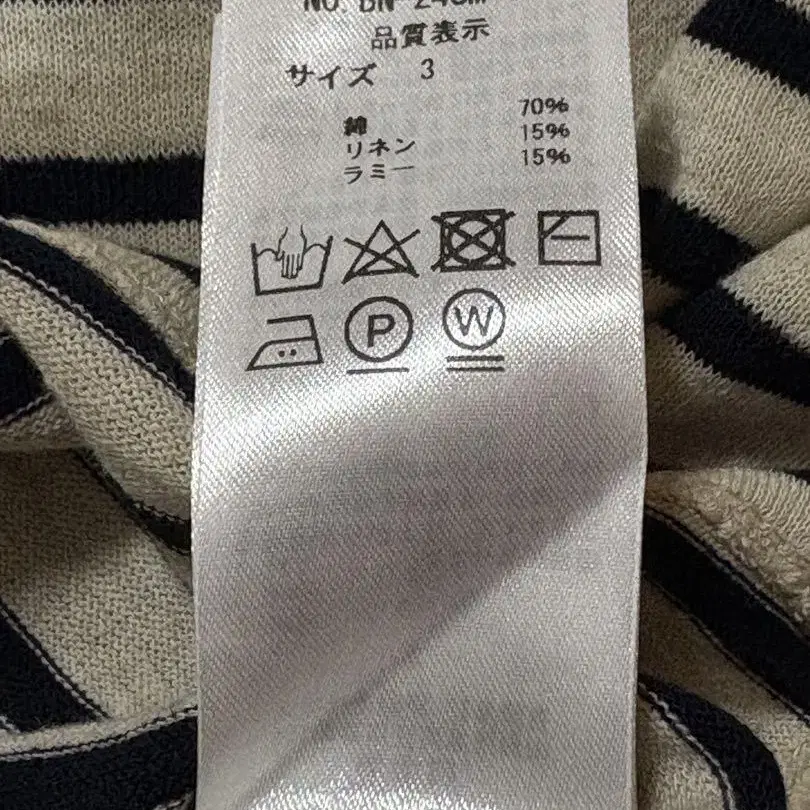 品質表示
サイズ 3
綿 70%
リネン 15%
ラミー 15%
P W